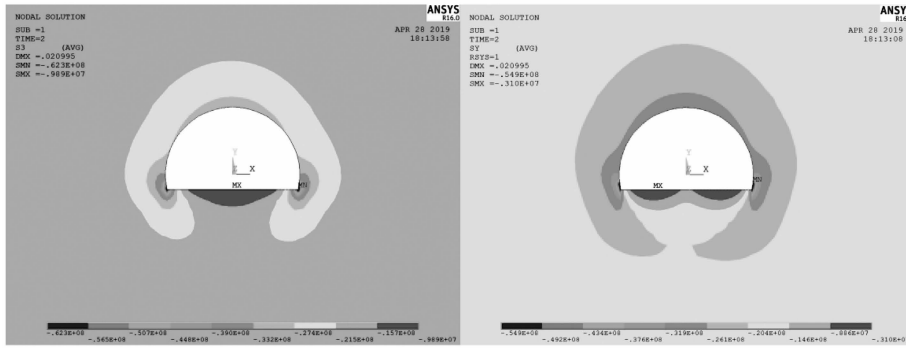 NODAL SOLUTION
SUB =1
TIME=2
S3 (AVG)
DMX =.020995
SMN =-.623E+08
SMX =-.989E+07
ANSYS
R16.0
APR 28 2019
18:13:58
Y
Z X
MX MN
-.623E+08 -.507E+08 -.390E+08 -.274E+08 -.157E+08
-.565E+08 -.448E+08 -.332E+08 -.215E+08 -.989E+07
NODAL SOLUTION
SUB =1
TIME=2
SY (AVG)
RSYS=1
DMX =.020995
SMN =-.549E+08
SMX =-.310E+07
ANSYS
R16
APR 28 2019
18:13:08
Y
Z X
MX MN
-.549E+08 -.434E+08 -.319E+08 -.204E+08 -.886E+07
-.492E+08 -.376E+08 -.261E+08 -.146E+08 -.310E+0